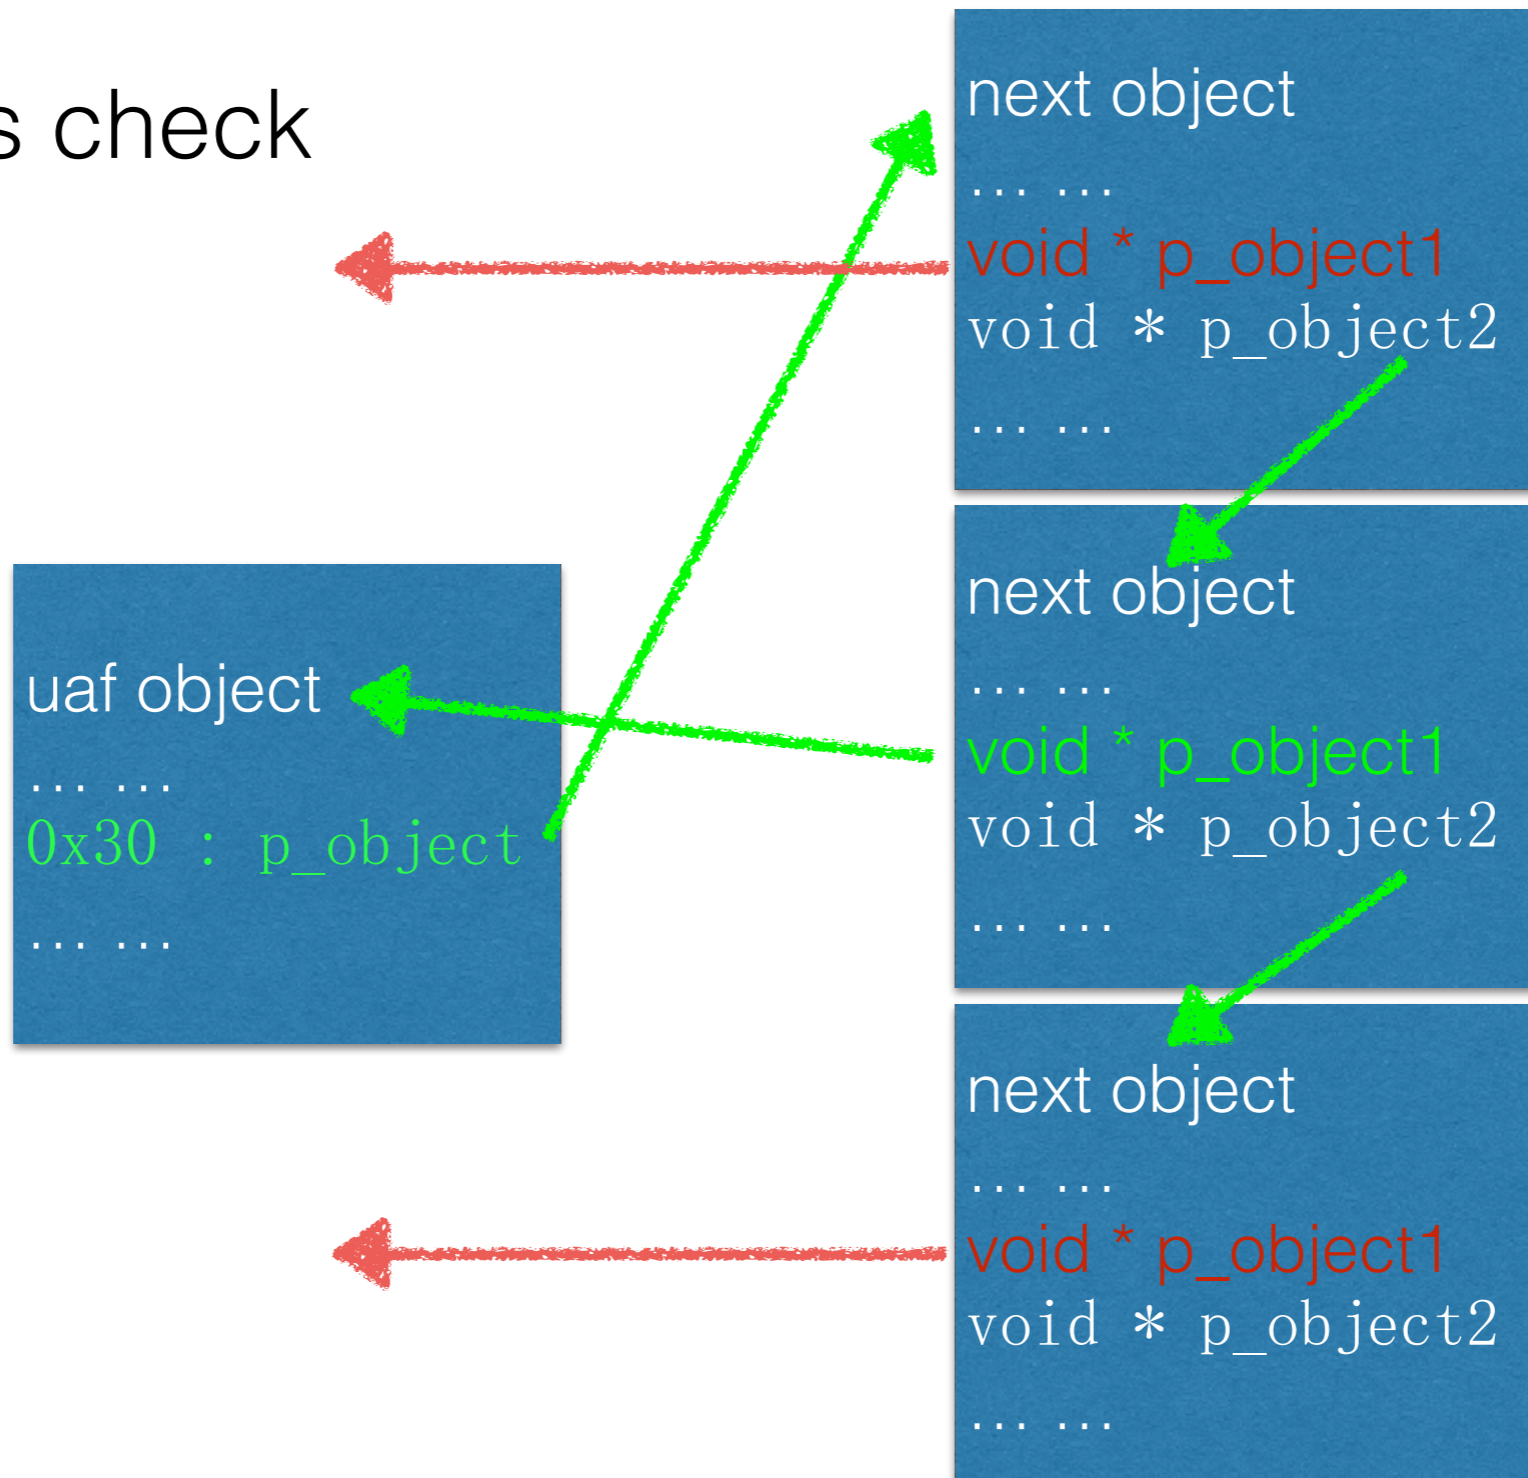 s check
next object
... ...
void * p_object1
void * p_object2
... ...
uaf object
... ...
0x30 : p_object
... ...
next object
... ...
void * p_object1
void * p_object2
... ...
next object
... ...
void * p_object1
void * p_object2
... ...